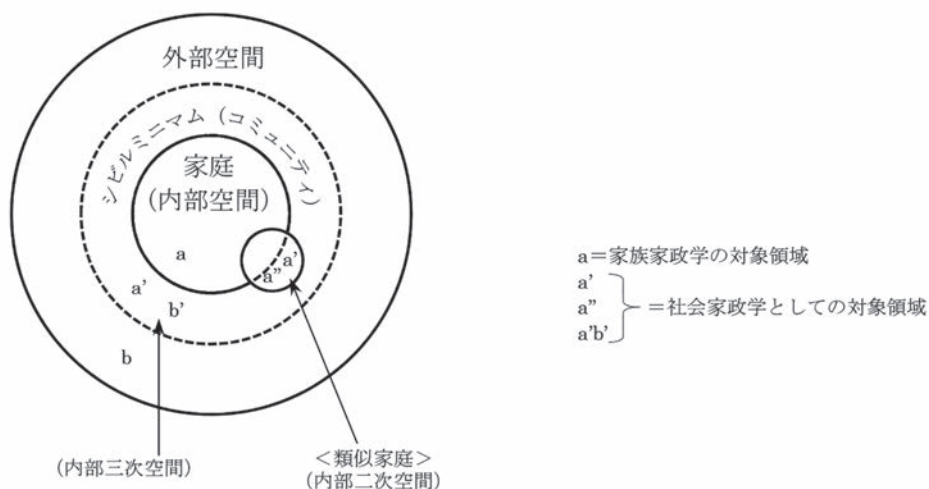 外部空間
シビルミニマム（コミュニティ）
家庭
（内部空間）
a
a'
a"
a'
b'
b
（内部三次空間）
＜類似家庭＞
（内部二次空間）
a＝家族家政学の対象領域
a'
a"
＝社会家政学としての対象領域
a'b'